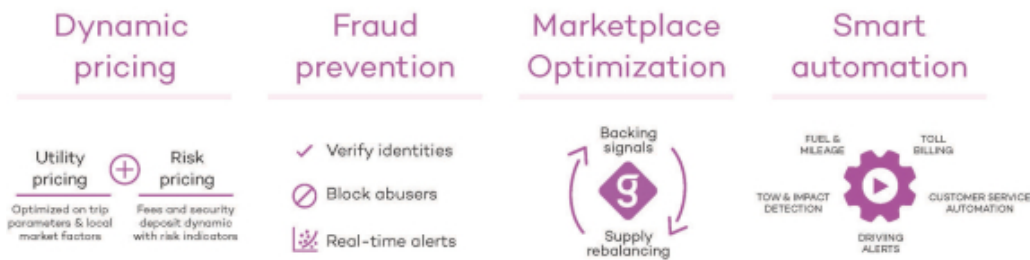 Dynamic
pricing
Utility
pricing
Risk
pricing
Optimized on trip
parameters & local
market factors
Fees and security
deposit dynamic
with risk indicators
Fraud
prevention
Verify identities
Block abusers
Real-time alerts
Marketplace
Optimization
Backing
signals
g
Supply
rebalancing
Smart
automation
FUEL &
MILEAGE
TOLL
BILLING
TOW & IMPACT
DETECTION
CUSTOMER SERVICE
AUTOMATION
DRIVIING
ALERTS